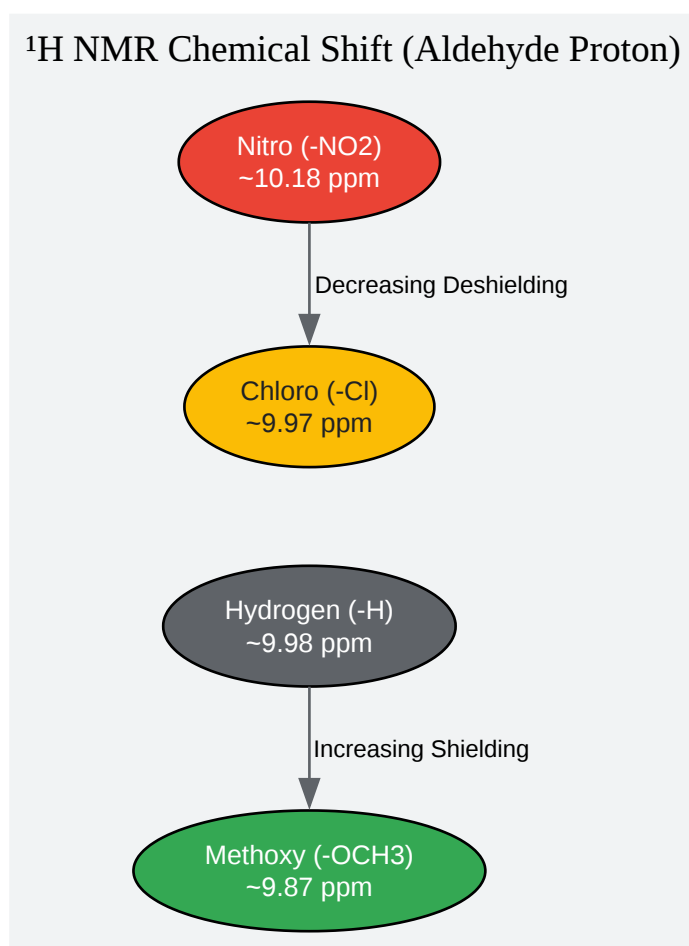 ¹H NMR Chemical Shift (Aldehyde Proton)
Nitro (-NO2)
~10.18 ppm
Decreasing Deshielding
Chloro (-Cl)
~9.97 ppm
Hydrogen (-H)
~9.98 ppm
Increasing Shielding
Methoxy (-OCH3)
~9.87 ppm